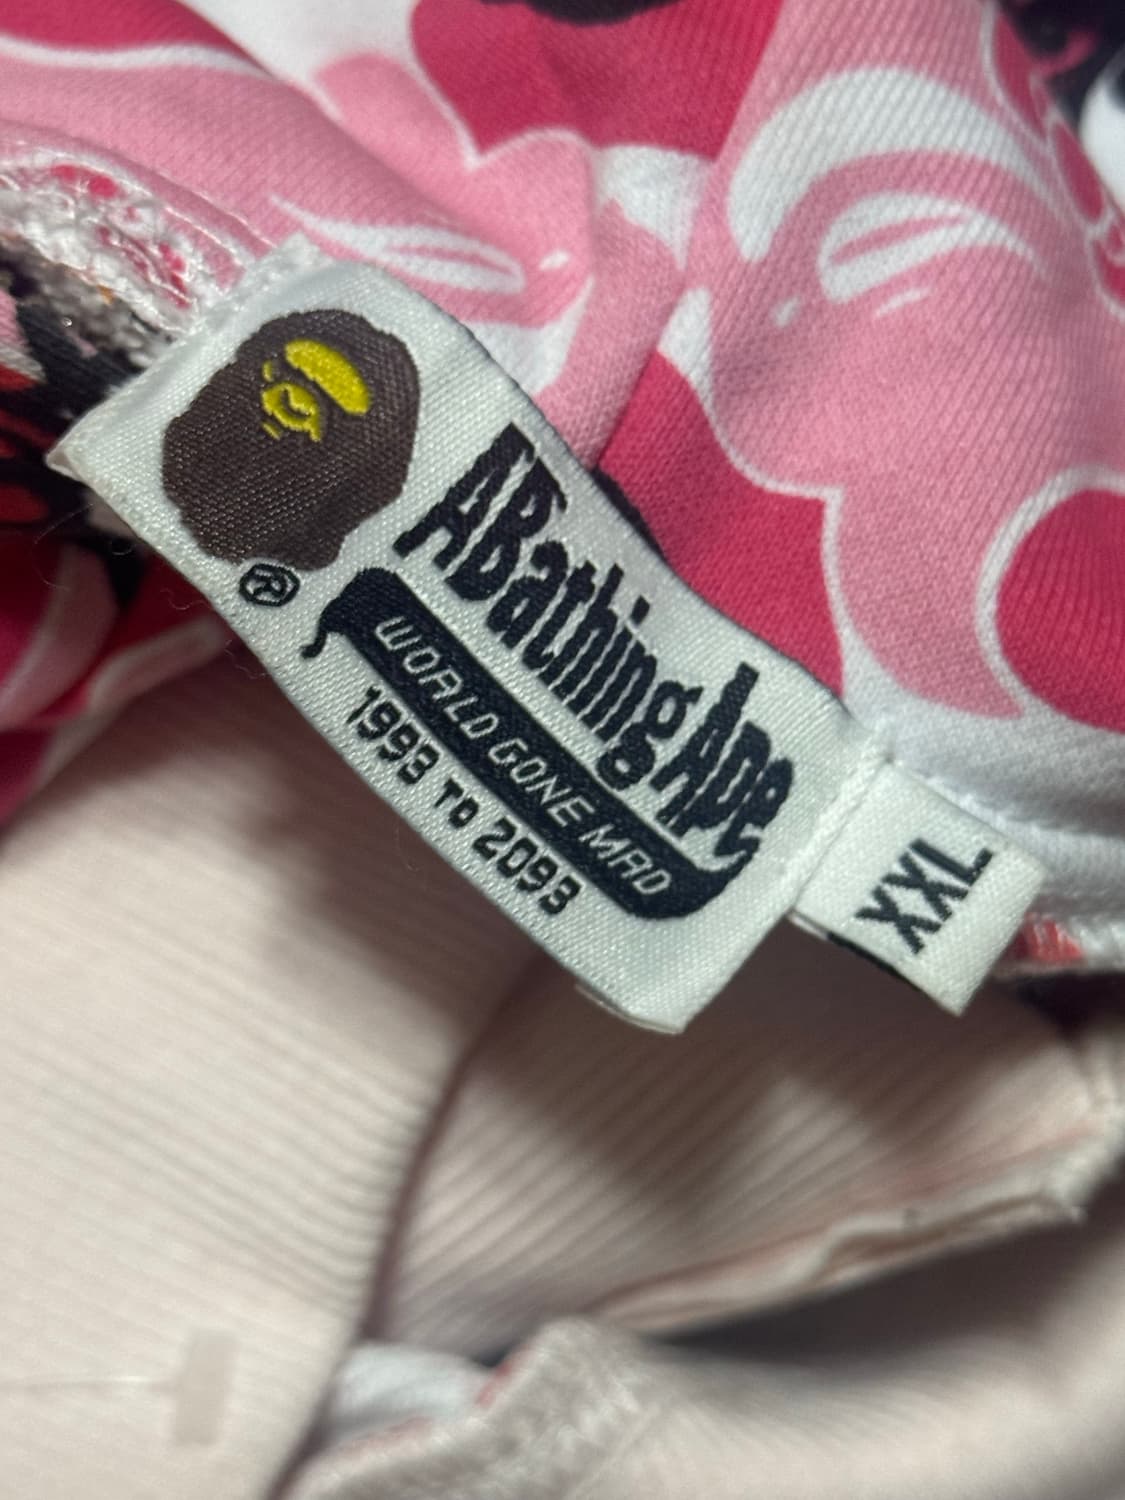 ®
A Bathing Ape
WORLD GONE MAD
1993 TO 2093
XXL